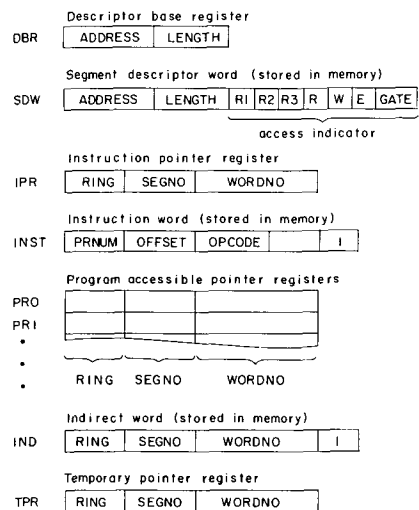 Descriptor base register
DBR ADDRESS LENGTH
Segment descriptor word (stored in memory)
SDW ADDRESS LENGTH R1 R2 R3 R W E GATE
access indicator
Instruction pointer register
IPR RING SEGNO WORDNO
Instruction word (stored in memory)
INST PRNUM OFFSET OPCODE I
Program accessible pointer registers
PR0
PR1
RING SEGNO WORDNO
Indirect word (stored in memory)
IND RING SEGNO WORDNO I
Temporary pointer register
TPR RING SEGNO WORDNO